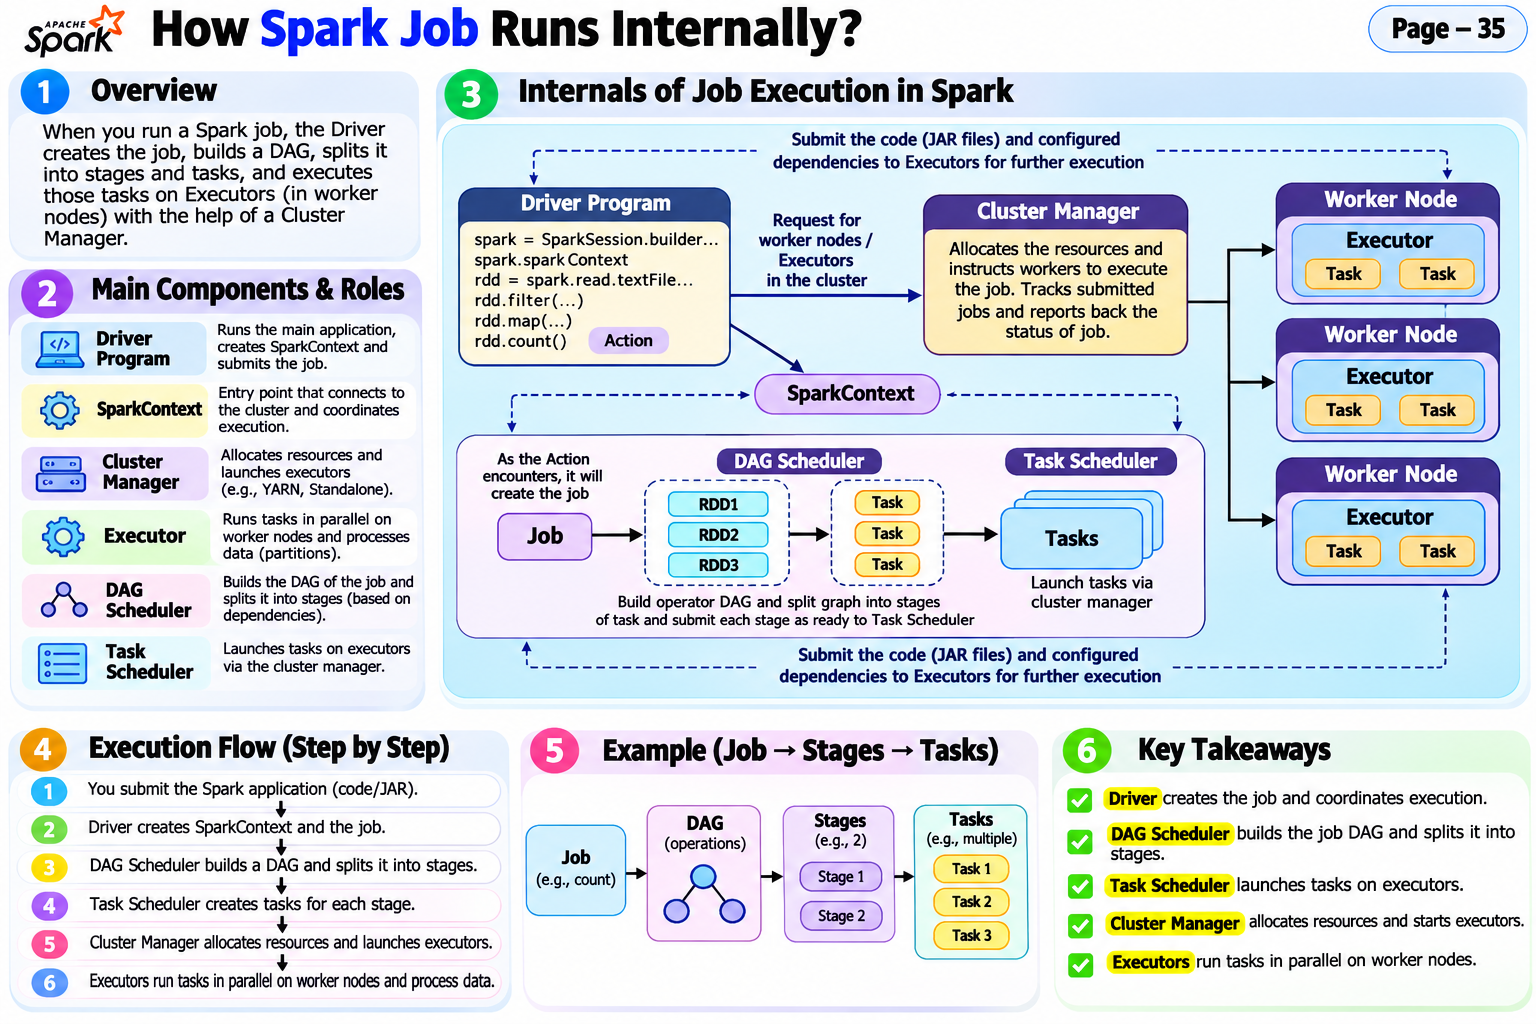 APACHE
Spark
How Spark Job Runs Internally?
Page – 35
1
Overview
When you run a Spark job, the Driver
creates the job, builds a DAG, splits it
into stages and tasks, and executes
those tasks on Executors (in worker
nodes) with the help of a Cluster
Manager.
2
Main Components & Roles
</>
Driver
Program
Runs the main application,
creates SparkContext and
submits the job.
SparkContext
Entry point that connects to
the cluster and coordinates
execution.
Cluster
Manager
Allocates resources and
launches executors
(e.g., YARN, Standalone).
Executor
Runs tasks in parallel on
worker nodes and processes
data (partitions).
DAG
Scheduler
Builds the DAG of the job and
splits it into stages (based on
dependencies).
Task
Scheduler
Launches tasks on executors
via the cluster manager.
3
Internals of Job Execution in Spark
Submit the code (JAR files) and configured
dependencies to Executors for further execution
Driver Program
spark = SparkSession.builder...
spark.spark Context
rdd = spark.read.textFile...
rdd.filter(...)
rdd.map(...)
rdd.count()
Action
Request for
worker nodes /
Executors
in the cluster
Cluster Manager
Allocates the resources and
instructs workers to execute
the job. Tracks submitted
jobs and reports back the
status of job.
Worker Node
Executor
Task Task
Worker Node
Executor
Task Task
Worker Node
Executor
Task Task
SparkContext
As the Action
encounters, it will
create the job
Job
DAG Scheduler
RDD1
RDD2
RDD3
Task
Task
Task
Build operator DAG and split graph into stages
of task and submit each stage as ready to Task Scheduler
Task Scheduler
Tasks
Launch tasks via
cluster manager
Submit the code (JAR files) and configured
dependencies to Executors for further execution
4
Execution Flow (Step by Step)
1 You submit the Spark application (code/JAR).
2 Driver creates SparkContext and the job.
3 DAG Scheduler builds a DAG and splits it into stages.
4 Task Scheduler creates tasks for each stage.
5 Cluster Manager allocates resources and launches executors.
6 Executors run tasks in parallel on worker nodes and process data.
5
Example (Job → Stages → Tasks)
Job
(e.g., count)
DAG
(operations)
Stages
(e.g., 2)
Stage 1
Stage 2
Tasks
(e.g., multiple)
Task 1
Task 2
Task 3
6
Key Takeaways
Driver creates the job and coordinates execution.
DAG Scheduler builds the job DAG and splits it into
stages.
Task Scheduler launches tasks on executors.
Cluster Manager allocates resources and starts executors.
Executors run tasks in parallel on worker nodes.